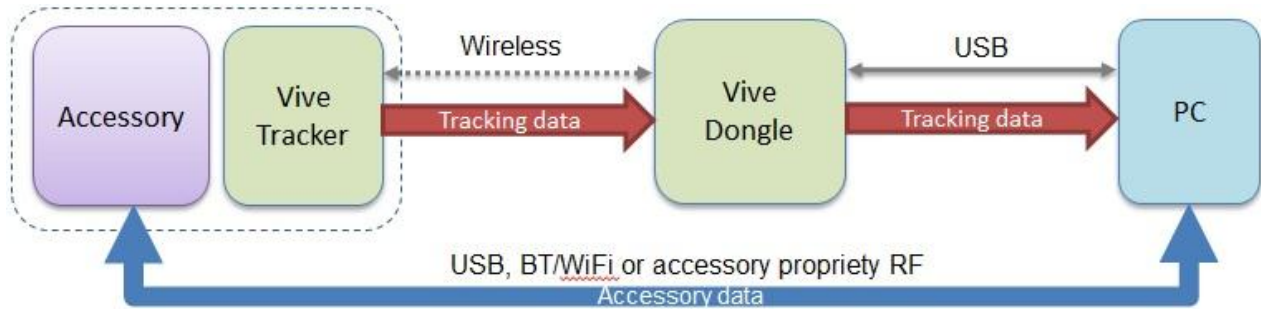 Wireless
USB
Accessory
Vive
Tracker
Tracking data
Vive
Dongle
Tracking data
PC
USB, BT/WiFi or accessory propriety RF
Accessory data